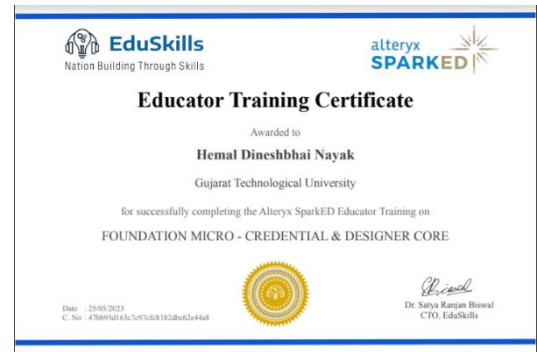 EduSkills
Nation Building Through Skills
alteryx
SPARKED
Educator Training Certificate
Awarded to
Hemal Dineshbhai Nayak
Gujarat Technological University
for successfully completing the Alteryx SparkED Educator Training on
FOUNDATION MICRO - CREDENTIAL & DESIGNER CORE
Date : 25/05/2023
C. No :
Dr. Satya Ranjan Biswal
CTO, EduSkills